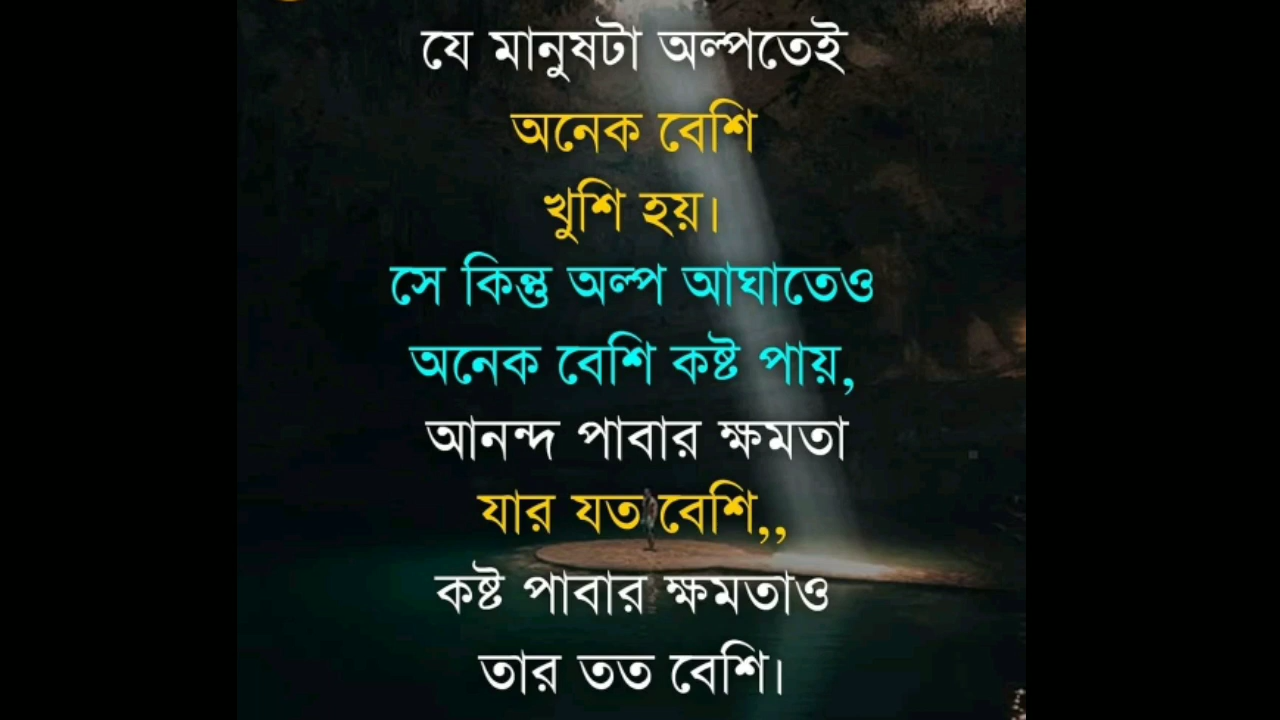 যে মানুষটা অল্পতেই
অনেক বেশি
খুশি হয়।
সে কিন্তু অল্প আঘাতেও
অনেক বেশি কষ্ট পায়,
আনন্দ পাবার ক্ষমতা
যার যত বেশি,,
কষ্ট পাবার ক্ষমতাও
তার তত বেশি।